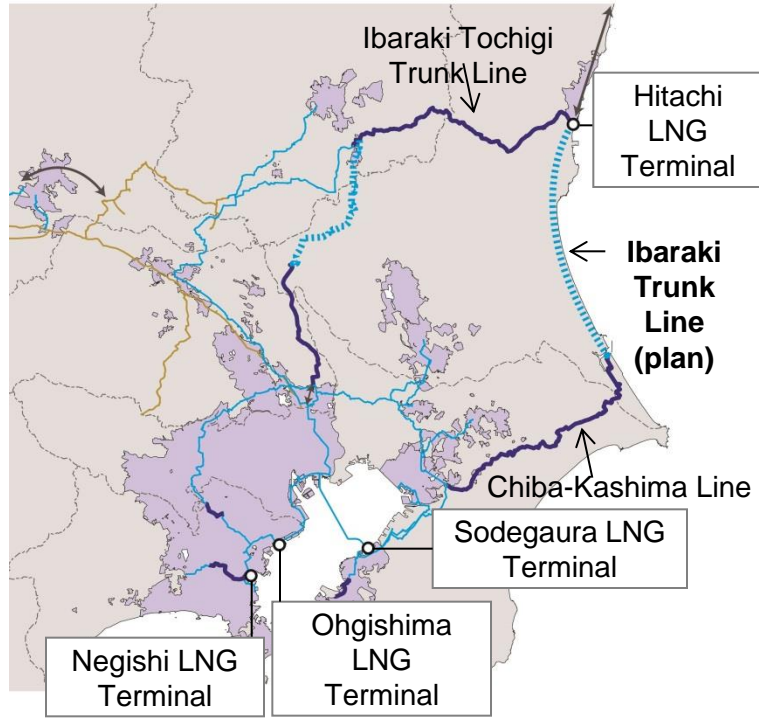 Ibaraki Tochigi
Trunk Line
Hitachi
LNG
Terminal
Ibaraki
Trunk
Line
(plan)
Chiba-Kashima Line
Sodegaura LNG
Terminal
Ohgishima
LNG
Terminal
Negishi LNG
Terminal